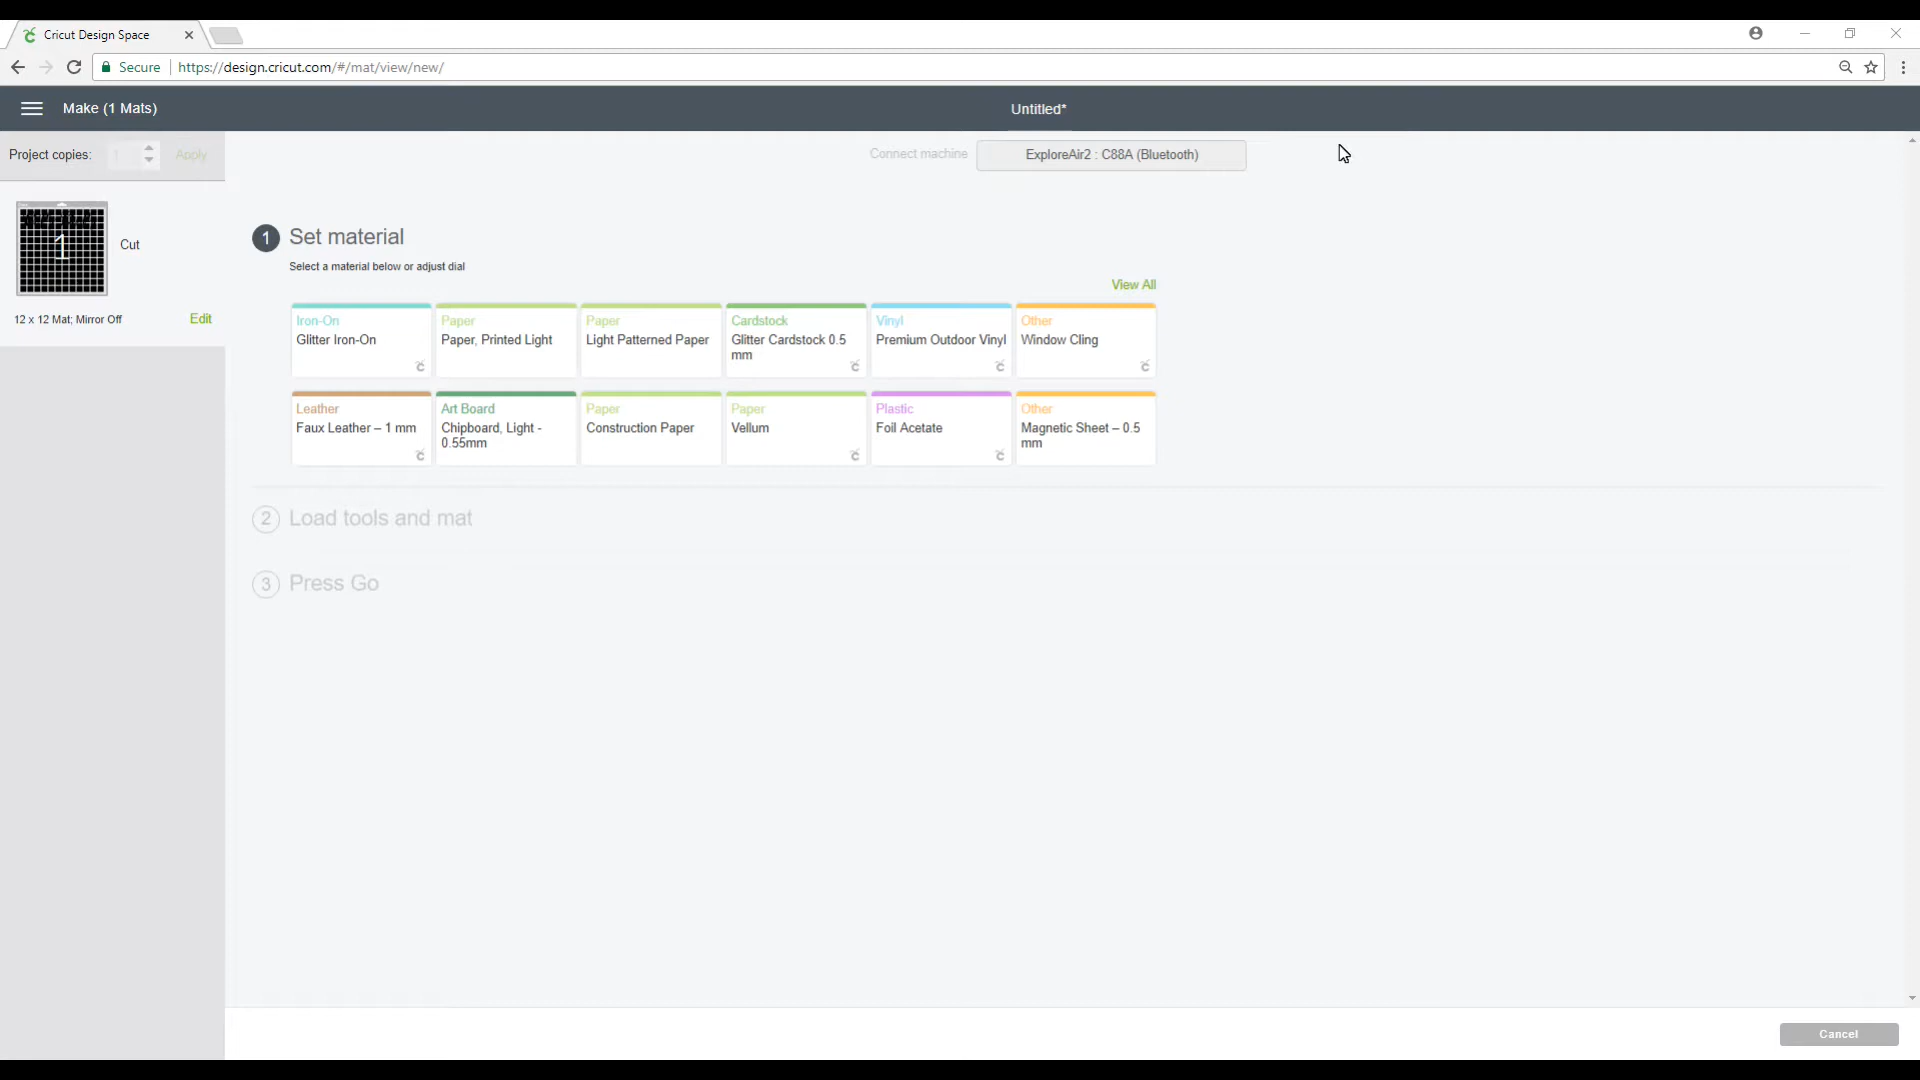 Cricut Design Space
Secure
https://design.cricut.com/#/mat/view/new/
Make (1 Mats)
Untitled*
Project copies:
1
Apply
Connect machine
ExploreAir2 : C88A (Bluetooth)
1
Cut
12 x 12 Mat; Mirror Off
Edit
1 Set material
Select a material below or adjust dial
View All
Iron-On
Glitter Iron-On
Paper
Paper, Printed Light
Paper
Light Patterned Paper
Cardstock
Glitter Cardstock 0.5
mm
Vinyl
Premium Outdoor Vinyl
Other
Window Cling
Leather
Faux Leather – 1 mm
Art Board
Chipboard, Light -
0.55mm
Paper
Construction Paper
Paper
Vellum
Plastic
Foil Acetate
Other
Magnetic Sheet – 0.5
mm
2 Load tools and mat
3 Press Go
Cancel